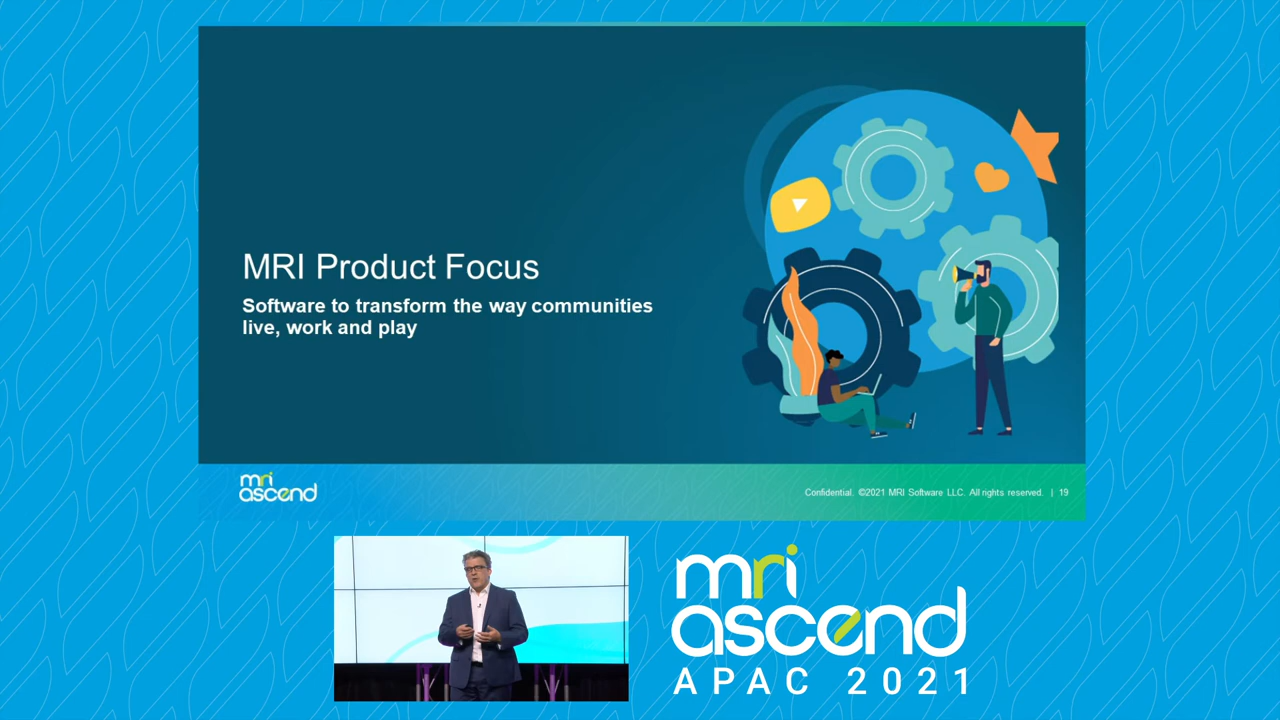 MRI Product Focus
Software to transform the way communities
live, work and play
mri
ascend
Confidential. ©2021 MRI Software LLC. All rights reserved. | 19
mri
ascend
APAC 2021